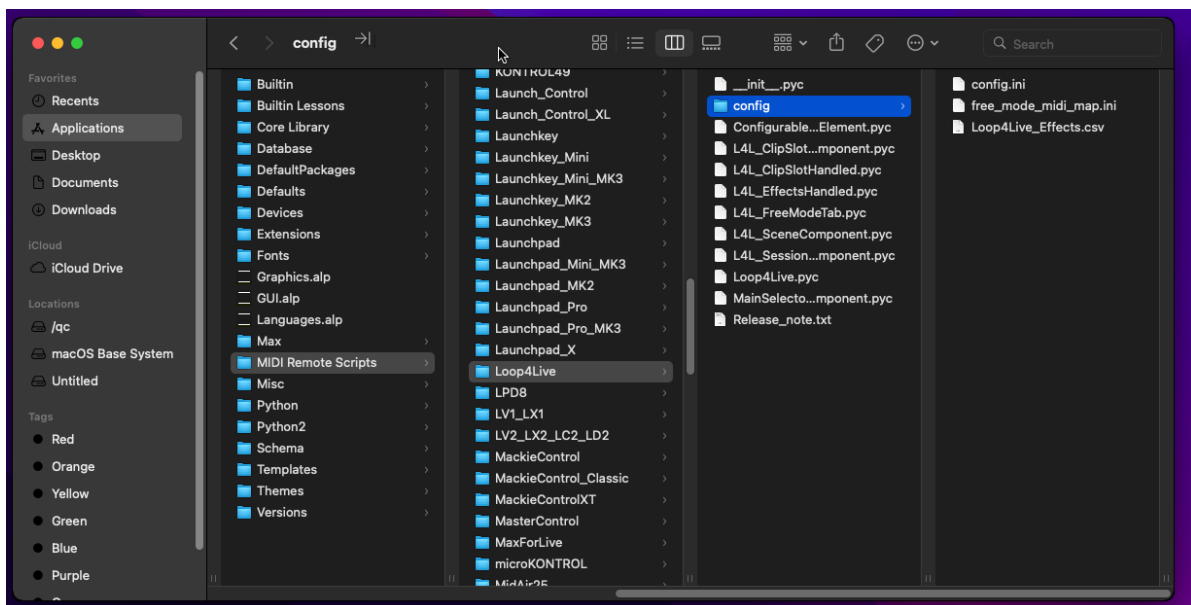 config
Search
Favorites
Recents
Applications
Desktop
Documents
Downloads
iCloud
iCloud Drive
Locations
/qc
macOS Base System
Untitled
Tags
Red
Orange
Yellow
Green
Blue
Purple
Builtin
Builtin Lessons
Core Library
Database
DefaultPackages
Defaults
Devices
Extensions
Fonts
Graphics.alp
GUI.alp
Languages.alp
Max
MIDI Remote Scripts
Misc
Python
Python2
Schema
Templates
Themes
Versions
KONTROL49
Launch_Control
Launch_Control_XL
Launchkey
Launchkey_Mini
Launchkey_Mini_MK3
Launchkey_MK2
Launchkey_MK3
Launchpad
Launchpad_Mini_MK3
Launchpad_MK2
Launchpad_Pro
Launchpad_Pro_MK3
Launchpad_X
Loop4Live
LPD8
LV1_LX1
LV2_LX2_LC2_LD2
MackieControl
MackieControl_Classic
MackieControlXT
MasterControl
MaxForLive
microKONTROL
MidAir25
__init__.pyc
config
Configurable...Element.pyc
L4L_ClipSlot...mponent.pyc
L4L_ClipSlotHandled.pyc
L4L_EffectsHandled.pyc
L4L_FreeModeTab.pyc
L4L_SceneComponent.pyc
L4L_Session...mponent.pyc
Loop4Live.pyc
MainSelecto...mponent.pyc
Release_note.txt
config.ini
free_mode_midi_map.ini
Loop4Live_Effects.csv